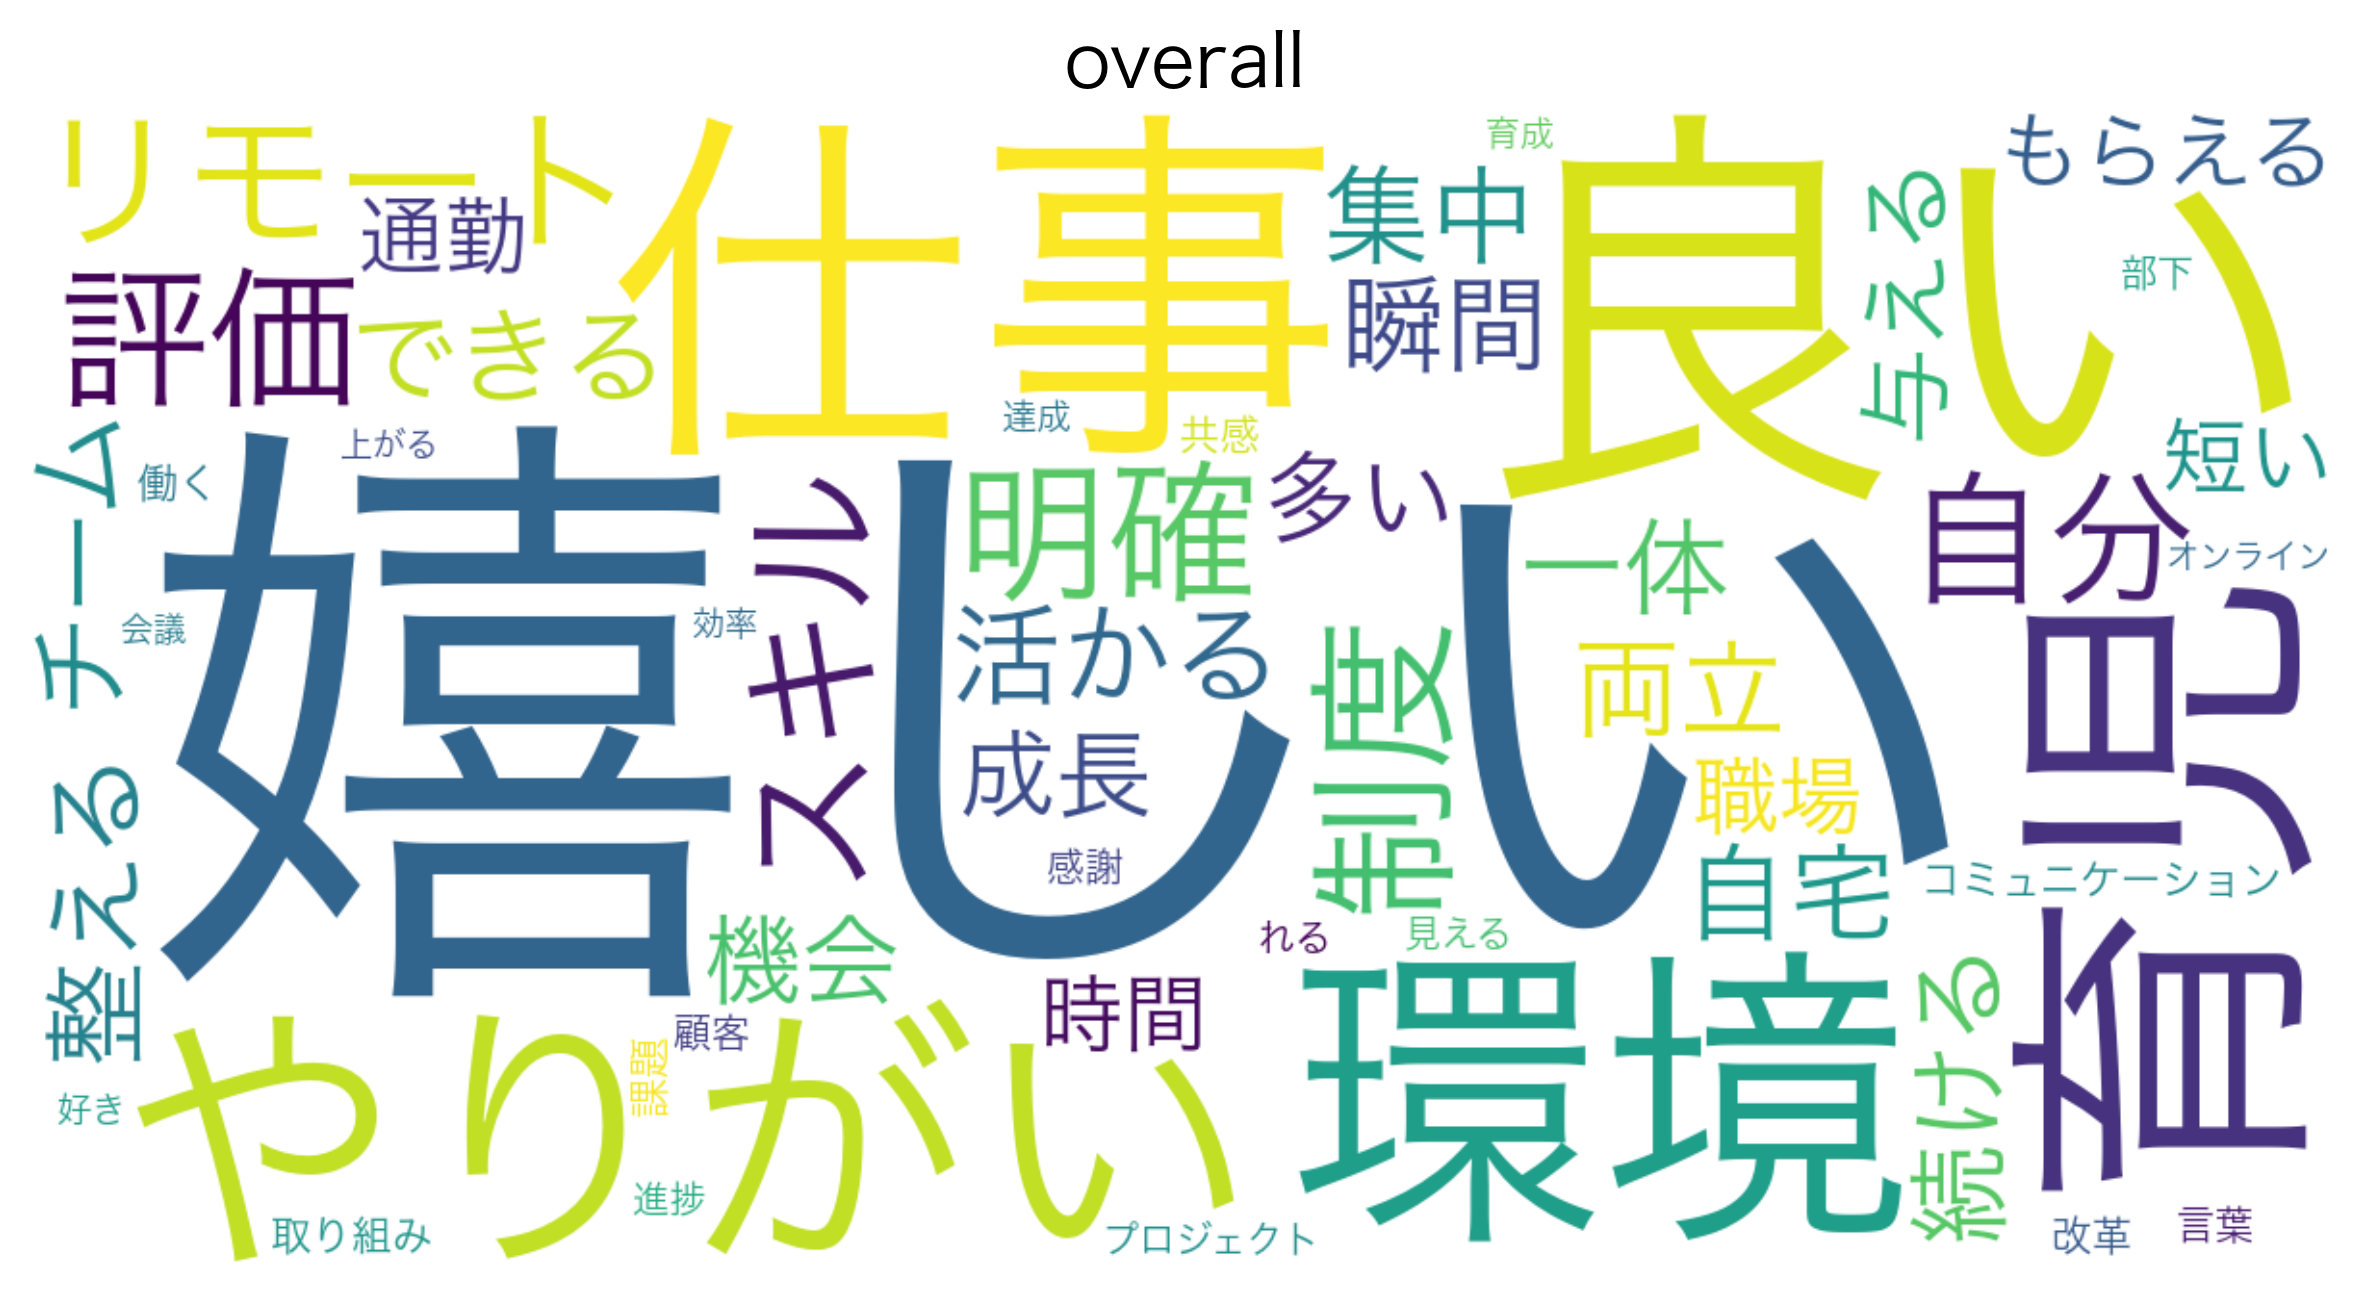 overall
リモート
仕事
良い
もらえる
育成
集中
通勤
与える
部下
評価
できる
瞬間
達成
共感
短い
チーム
上がる
働く
嬉しい
スキル
明確
多い
自分
一体
オンライン
会議
効率
活かる
制度
両立
育児
成長
職場
整える
感謝
自宅
コミュニケーション
機会
れる
見える
環境
続ける
時間
顧客
課題
やりがい
好き
進捗
取り組み
プロジェクト
改革
言葉